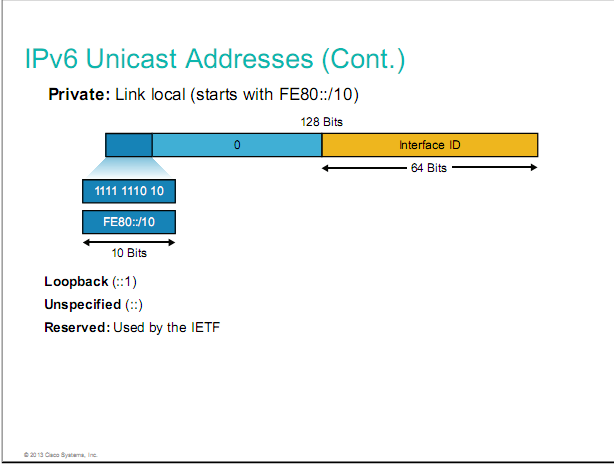 IPv6 Unicast Addresses (Cont.)
Private: Link local (starts with FE80::/10)
128 Bits
0
Interface ID
64 Bits
1111 1110 10
FE80::/10
10 Bits
Loopback (::1)
Unspecified (::)
Reserved: Used by the IETF
© 2013 Cisco Systems, Inc.